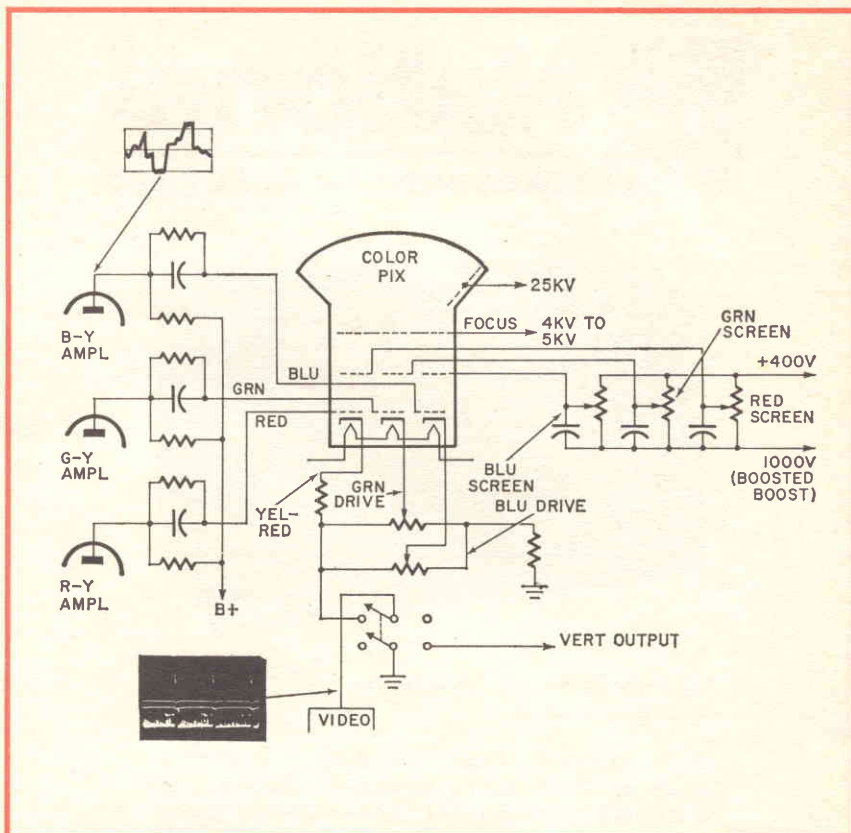 COLOR
PIX
25KV
FOCUS
4KV TO
5KV
GRN
SCREEN
+400V
B-Y
AMPL
BLU
GRN
RED
RED
SCREEN
G-Y
AMPL
BLU
SCREEN
1000V
(BOOSTED
BOOST)
YEL-
RED
GRN
DRIVE
BLU DRIVE
R-Y
AMPL
B+
VERT OUTPUT
VIDEO